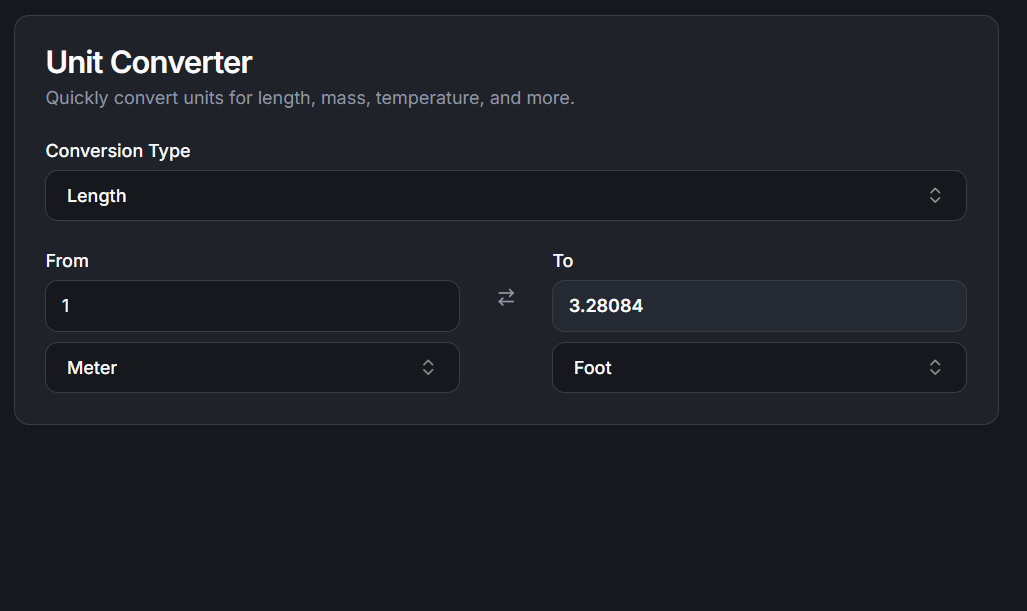 Unit Converter
Quickly convert units for length, mass, temperature, and more.
Conversion Type
Length
From
To
1
3.28084
Meter
Foot